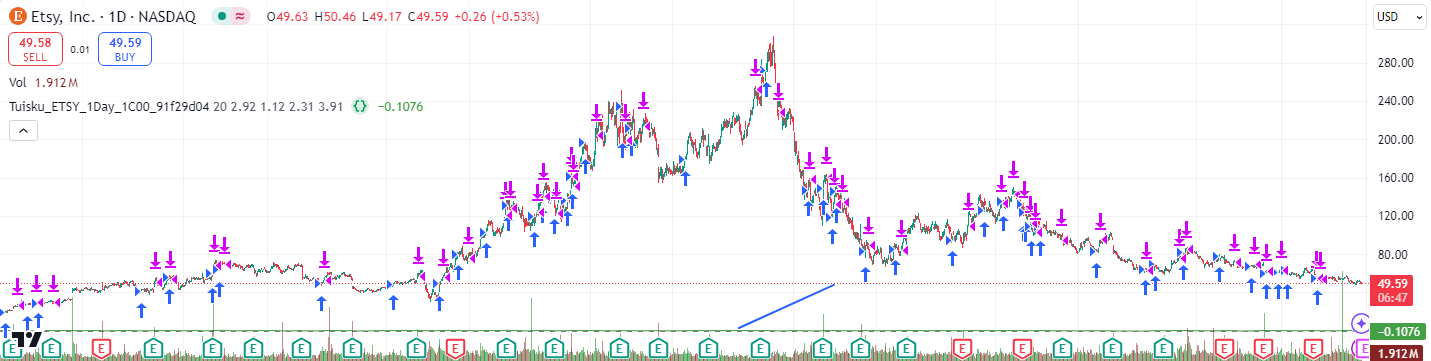 E Etsy, Inc. · 1D · NASDAQ O49.63 H50.46 L49.17 C49.59 +0.26 (+0.53%)
USD
49.58 0.01 49.59
SELL BUY
Vol 1.912M
Tuisku_ETSY_1Day_1C00_91f29d04 20 2.92 1.12 2.31 3.91 {} −0.1076
280.00
240.00
200.00
160.00
120.00
80.00
49.59
06:47
−0.1076
1.912M
E E E E E E E E E E E E E E E E E E E E E E E E E E E